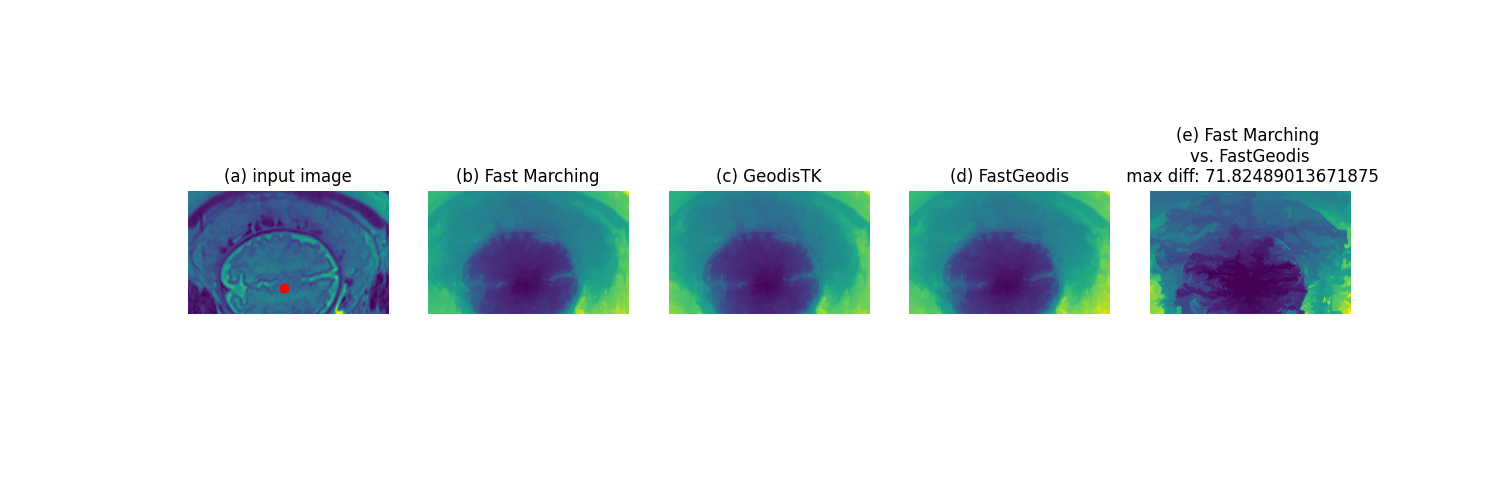 (a) input image
(b) Fast Marching
(c) GeodisTK
(d) FastGeodis
(e) Fast Marching
vs. FastGeodis
max diff: 71.82489013671875